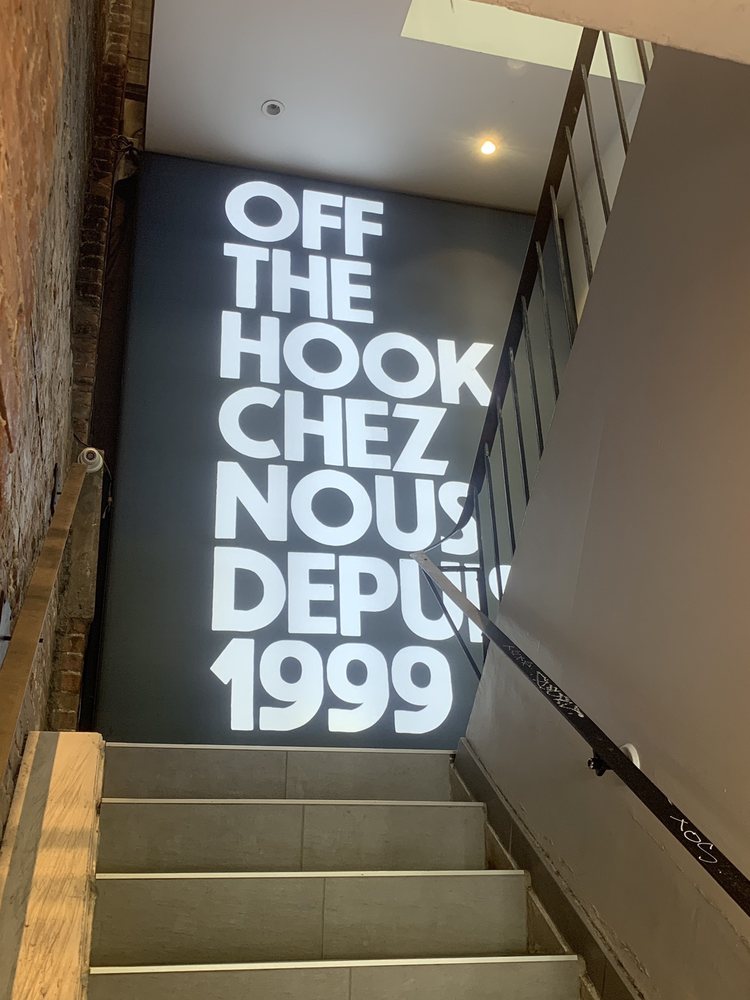 OFF
THE
HOOK
CHEZ
NOUS
DEPUIS
1999